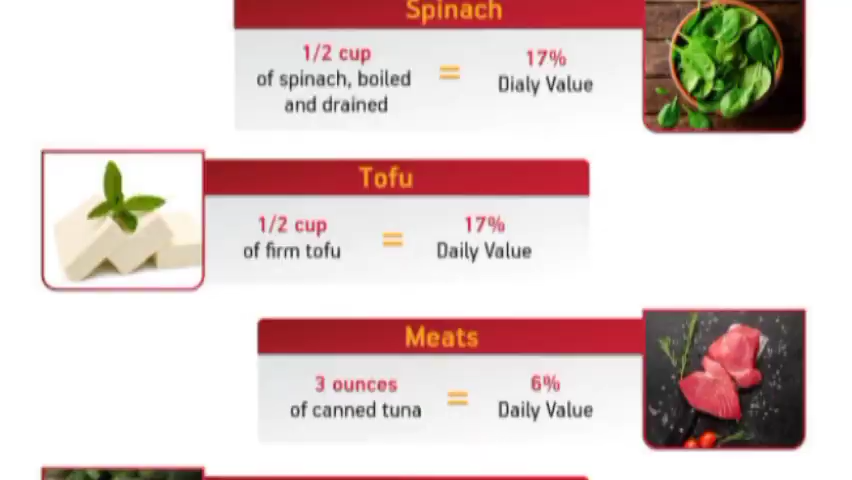 Spinach
1/2 cup
of spinach, boiled
and drained
=
17%
Dialy Value
Tofu
1/2 cup
of firm tofu
=
17%
Daily Value
Meats
3 ounces
of canned tuna
=
6%
Daily Value